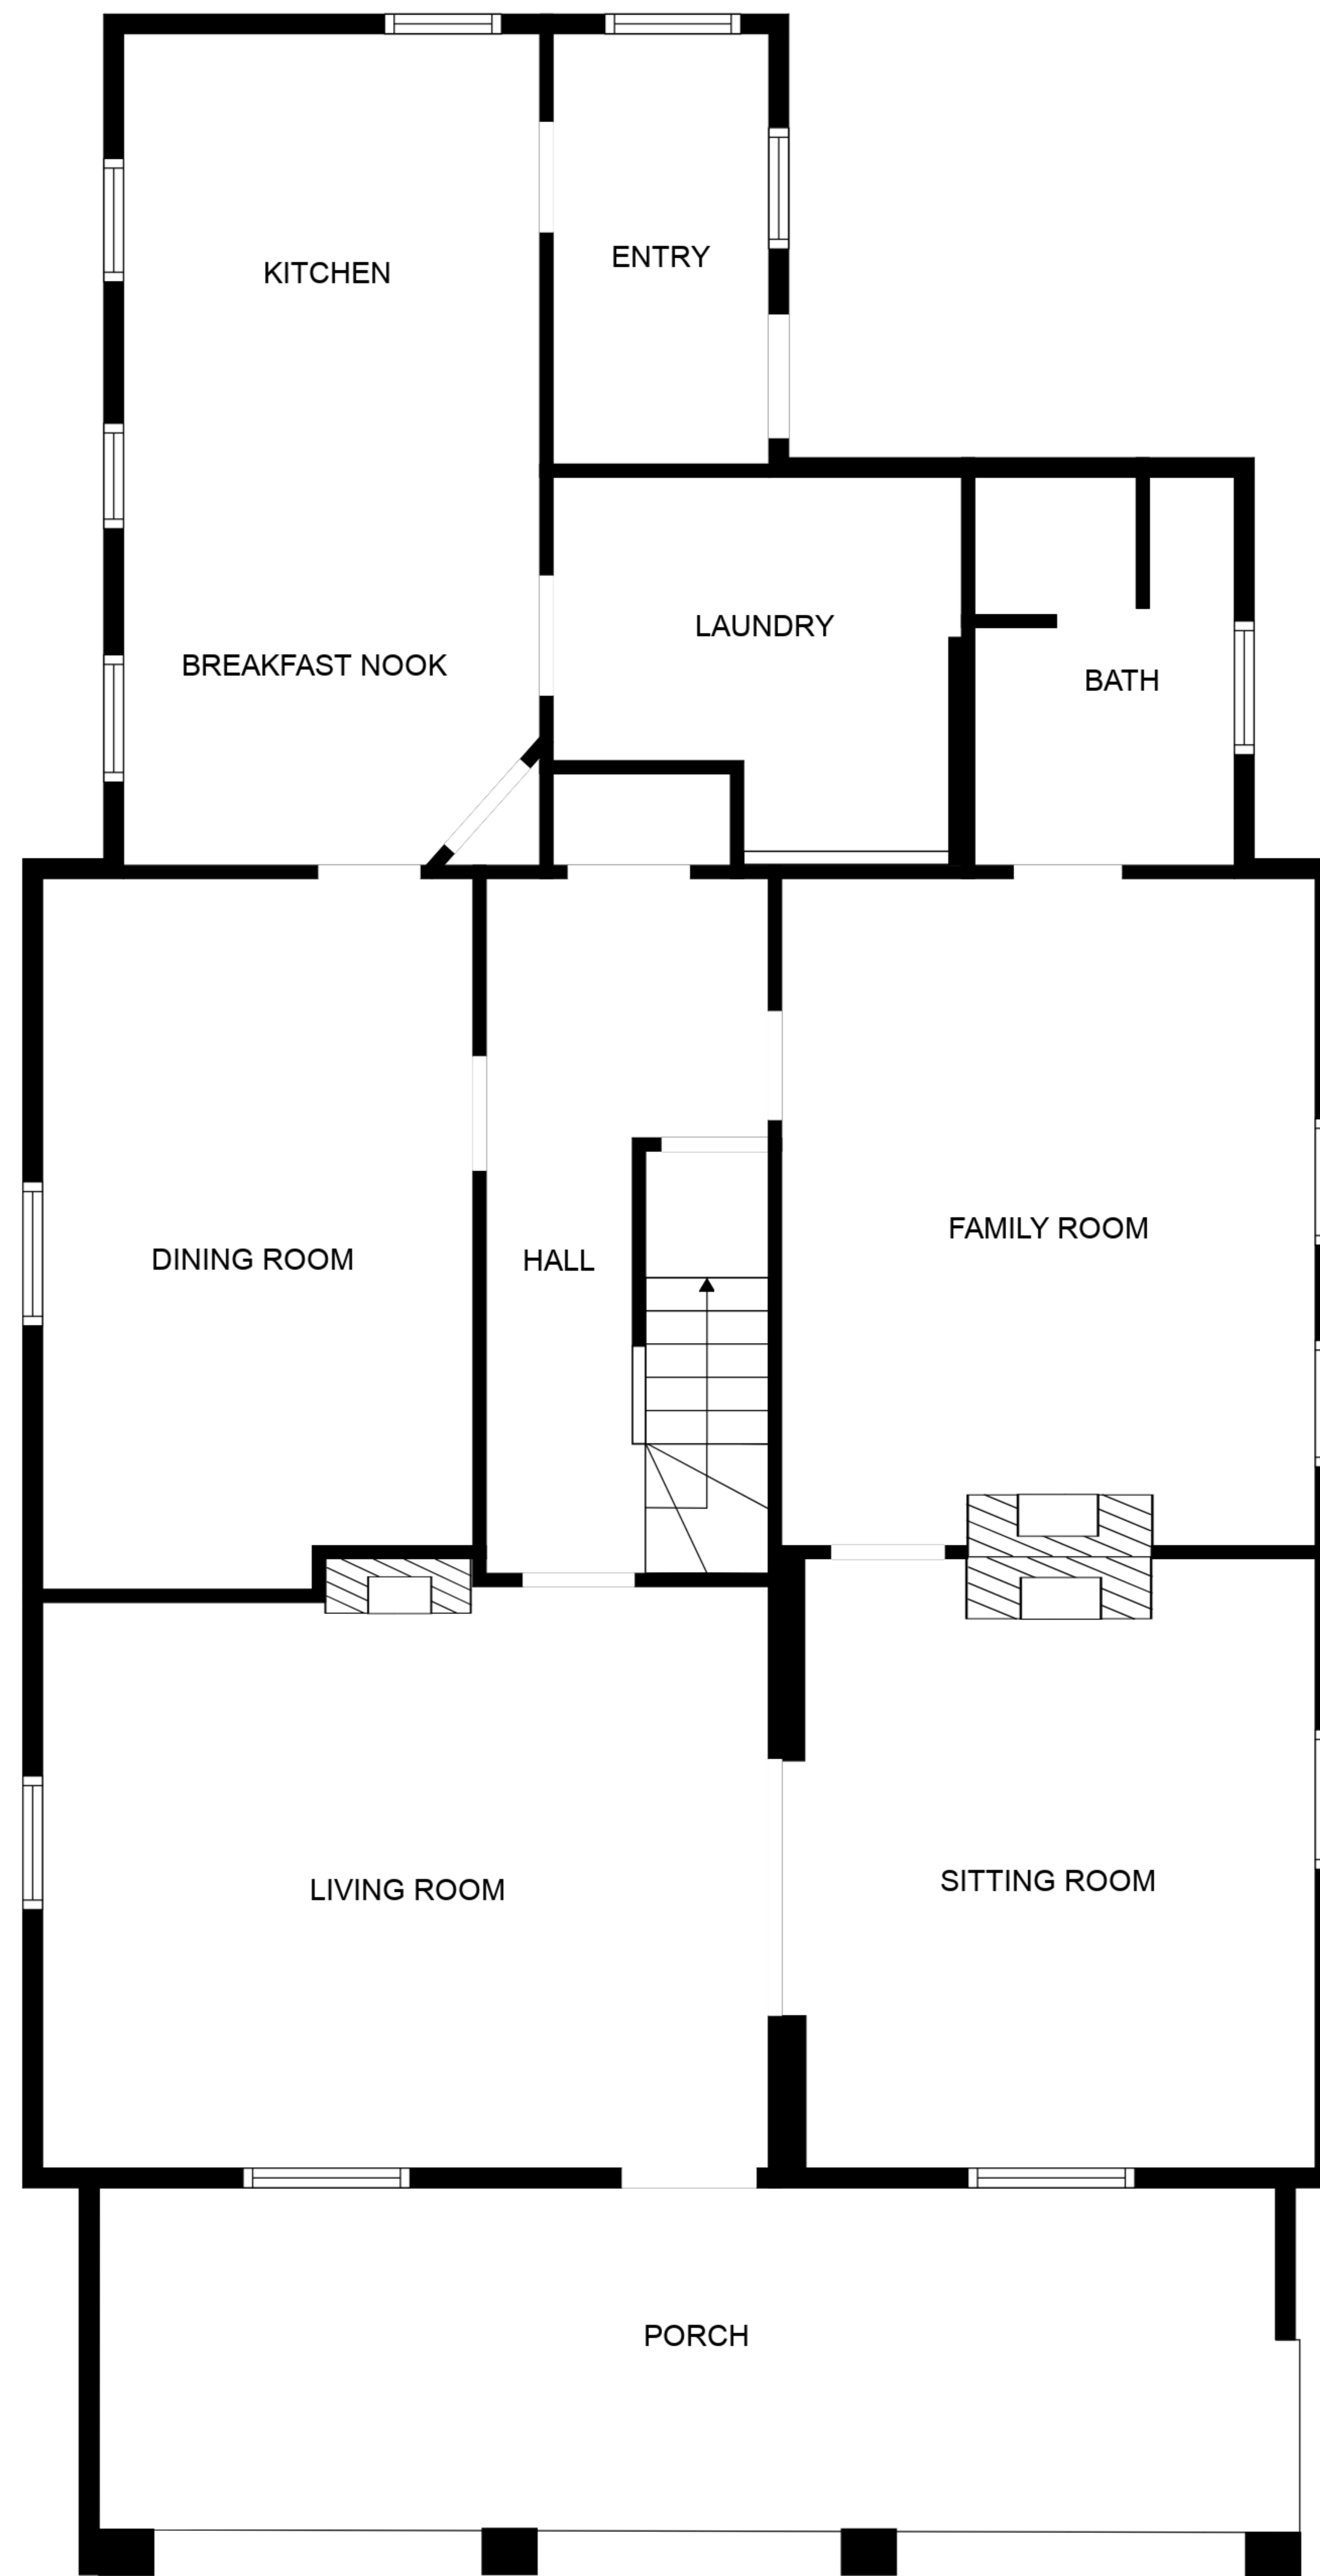 ENTRY
KITCHEN
LAUNDRY
BREAKFAST NOOK
BATH
FAMILY ROOM
DINING ROOM
HALL
SITTING ROOM
LIVING ROOM
PORCH